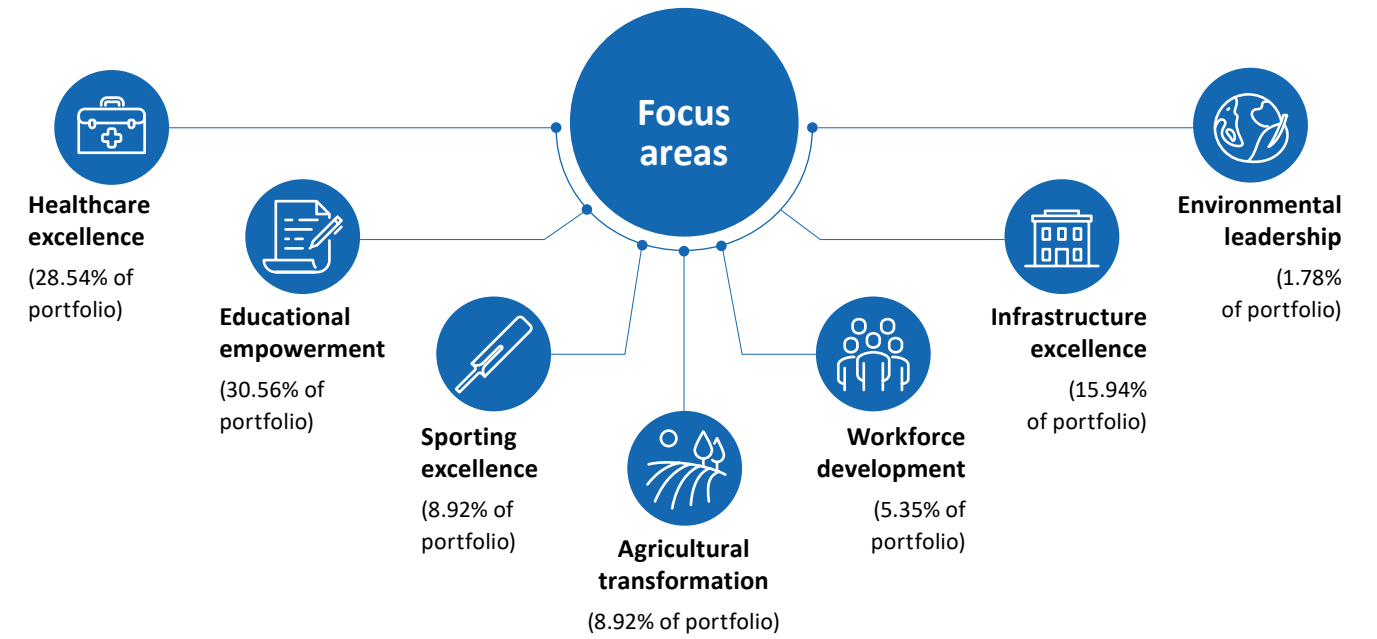 Focus
areas
Healthcare
excellence
(28.54% of
portfolio)
Educational
empowerment
(30.56% of
portfolio)
Sporting
excellence
(8.92% of
portfolio)
Agricultural
transformation
(8.92% of portfolio)
Workforce
development
(5.35% of
portfolio)
Infrastructure
excellence
(15.94%
of portfolio)
Environmental
leadership
(1.78%
of portfolio)